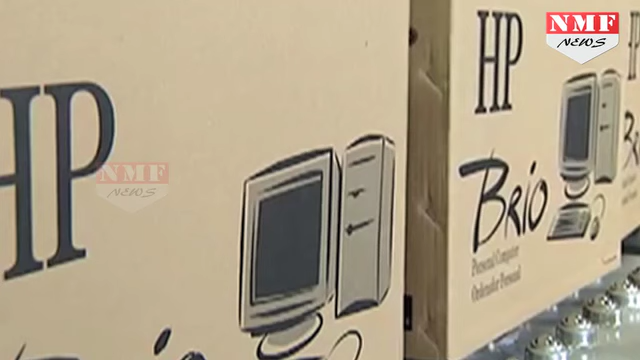 HP
HP
Brio
Personal Computer
Ordenador Personal
NMF
NEWS
NMF
NEWS